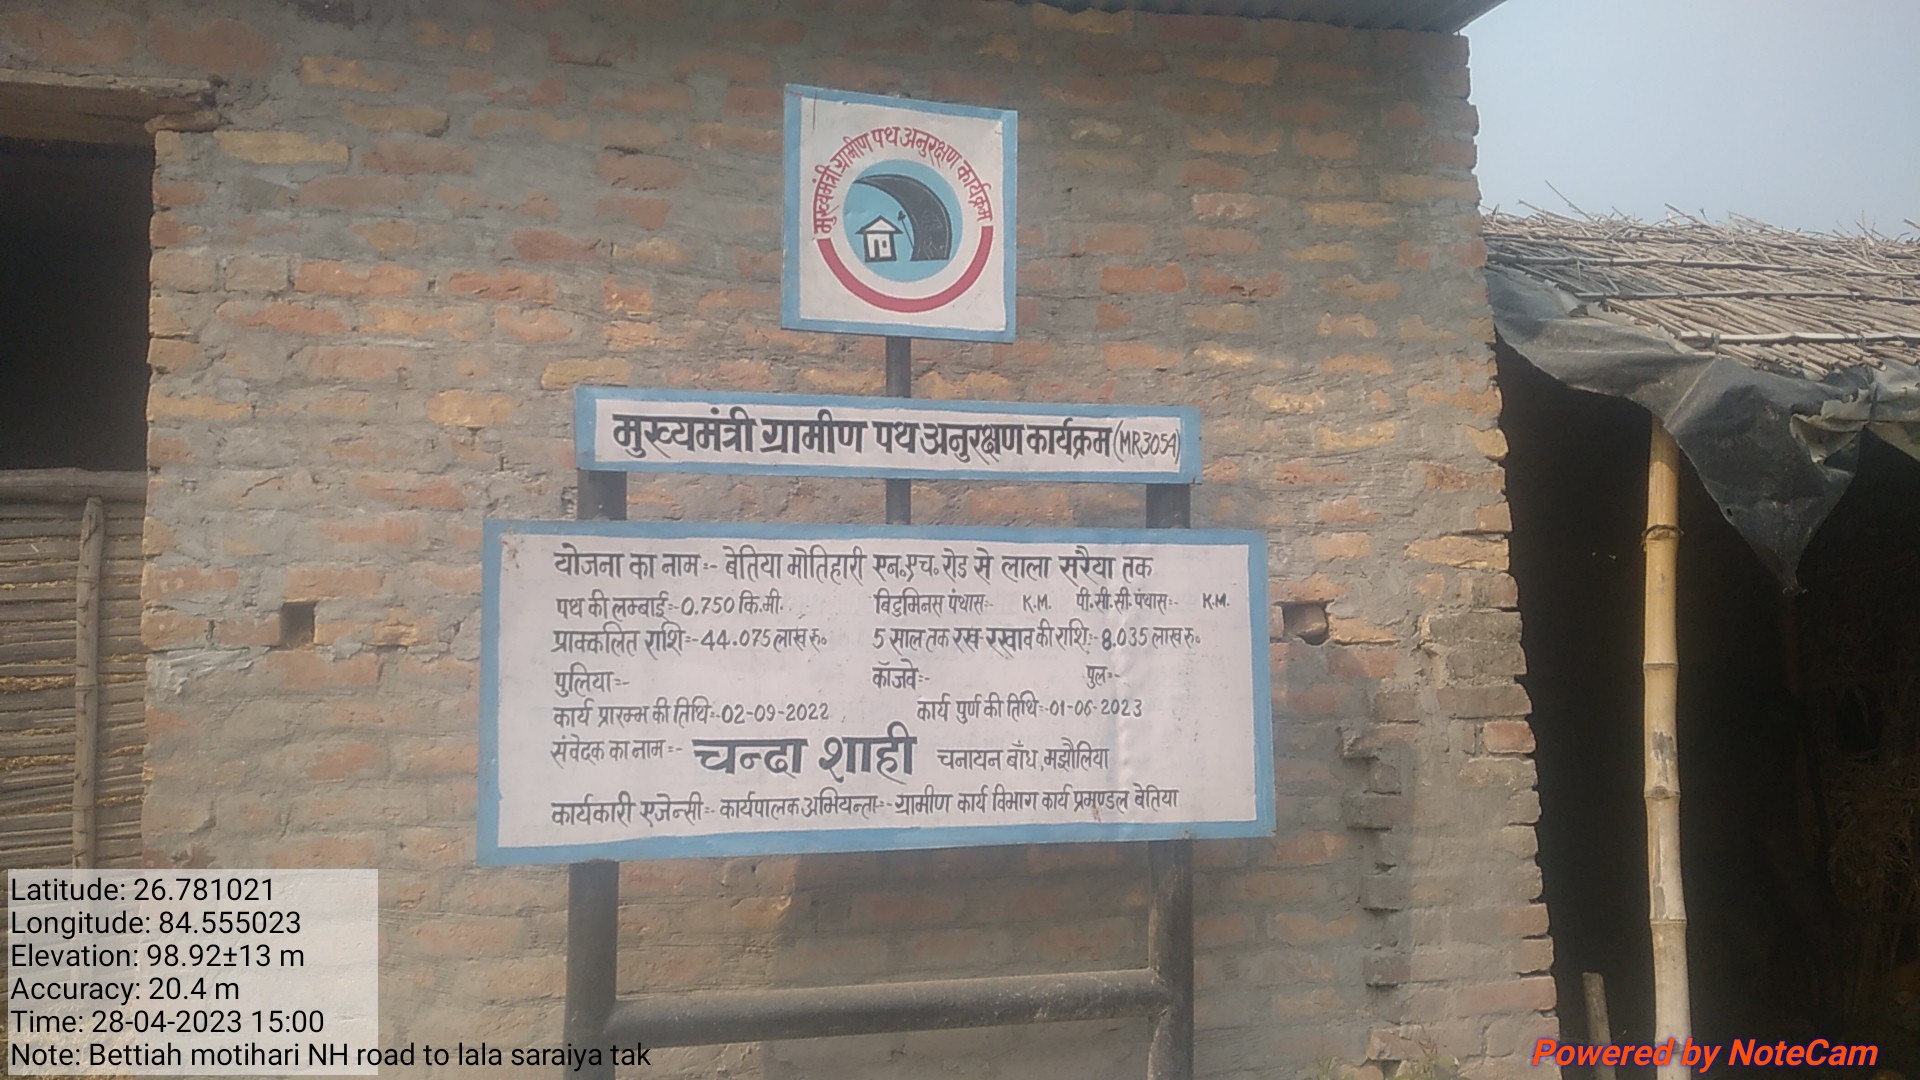 मुख्यमंत्री ग्रामीण पथ अनुरक्षण कार्यक्रम
मुख्यमंत्री ग्रामीण पथ अनुरक्षण कार्यक्रम (MR3054)
योजना का नाम:- बेतिया मोतिहारी एन॰एच॰ रोड से लाला सरैया तक
पथ की लम्बाई:-0.750 कि.मी. बिटुमिनस पंथास:- K.M. पी.सी.सी. पंथास:- K.M.
प्राक्कलित राशि:-44.075 लाख रु॰ 5 साल तक रख-रखाव की राशि:-8.035 लाख रु॰
पुलिया:- कॉजवे:- पुल:-
कार्य प्रारम्भ की तिथि:-02-09-2022 कार्य पुर्ण की तिथि:-01-06-2023
संवेदक का नाम:- चन्दा शाही चनायन बाँध, मझौलिया
कार्यकारी एजेन्सी:- कार्यपालक अभियन्ता:- ग्रामीण कार्य विभाग कार्य प्रमण्डल बेतिया
Latitude: 26.781021
Longitude: 84.555023
Elevation: 98.92±13 m
Accuracy: 20.4 m
Time: 28-04-2023 15:00
Note: Bettiah motihari NH road to lala saraiya tak
Powered by NoteCam